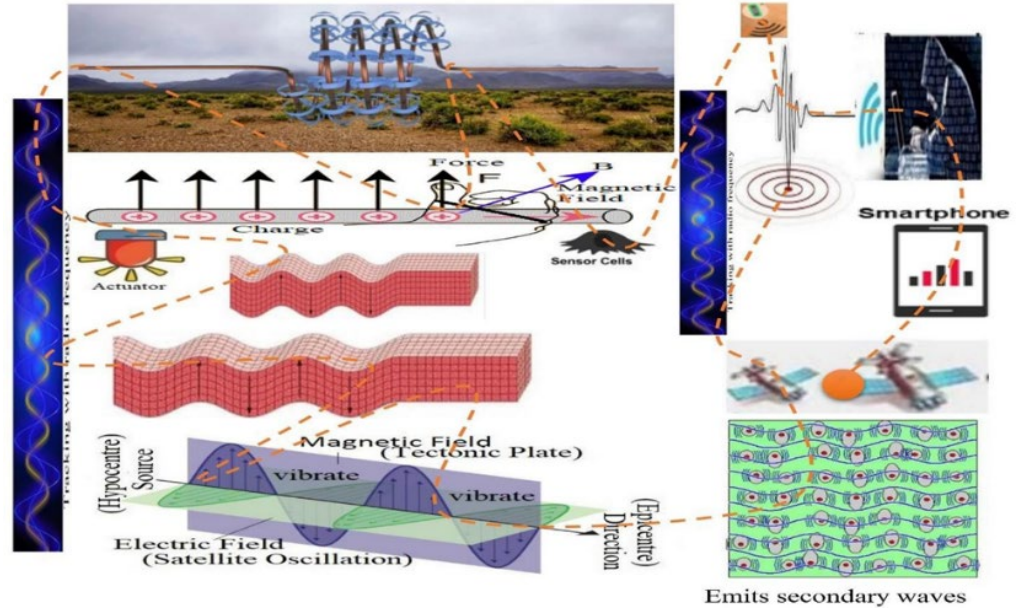 Force
F
B
Magnetic
Field
Charge
Actuator
Sensor Cells
Tracking with radio frequency
Tracking with radio frequency
Smartphone
(Hypocentre)
Source
Magnetic Field
(Tectonic Plate)
vibrate
vibrate
Electric Field
(Satellite Oscillation)
(Epicentre)
Direction
Emits secondary waves